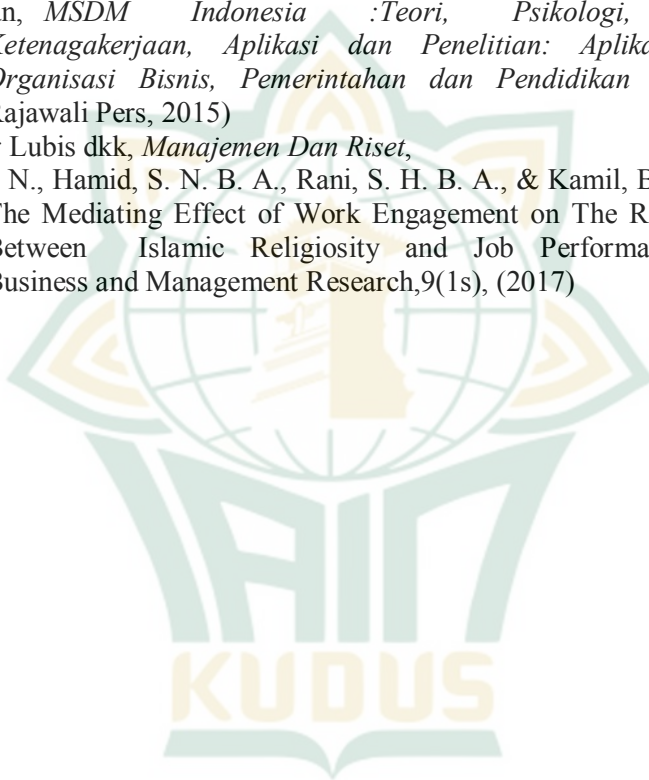 an, MSDM Indonesia :Teori, Psikologi,
Ketenagakerjaan, Aplikasi dan Penelitian: Aplika
Organisasi Bisnis, Pemerintahan dan Pendidikan
Rajawali Pers, 2015)
Lubis dkk, Manajemen Dan Riset,
N., Hamid, S. N. B. A., Rani, S. H. B. A., & Kamil, B
The Mediating Effect of Work Engagement on The R
Between Islamic Religiosity and Job Performa
Business and Management Research,9(1s), (2017)
IAIN
KUDUS